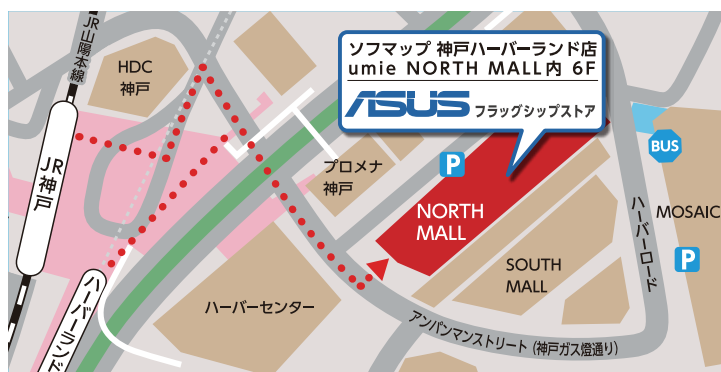 JR山陽本線
HDC
神戸
JR
神戸
ハーバーランド
ソフマップ 神戸ハーバーランド店
umie NORTH MALL内 6F
ASUS フラッグシップストア
プロメナ
神戸
P
NORTH
MALL
SOUTH
MALL
BUS
MOSAIC
P
ハーバーロード
ハーバーセンター
アンパンマンストリート (神戸ガス燈通り)